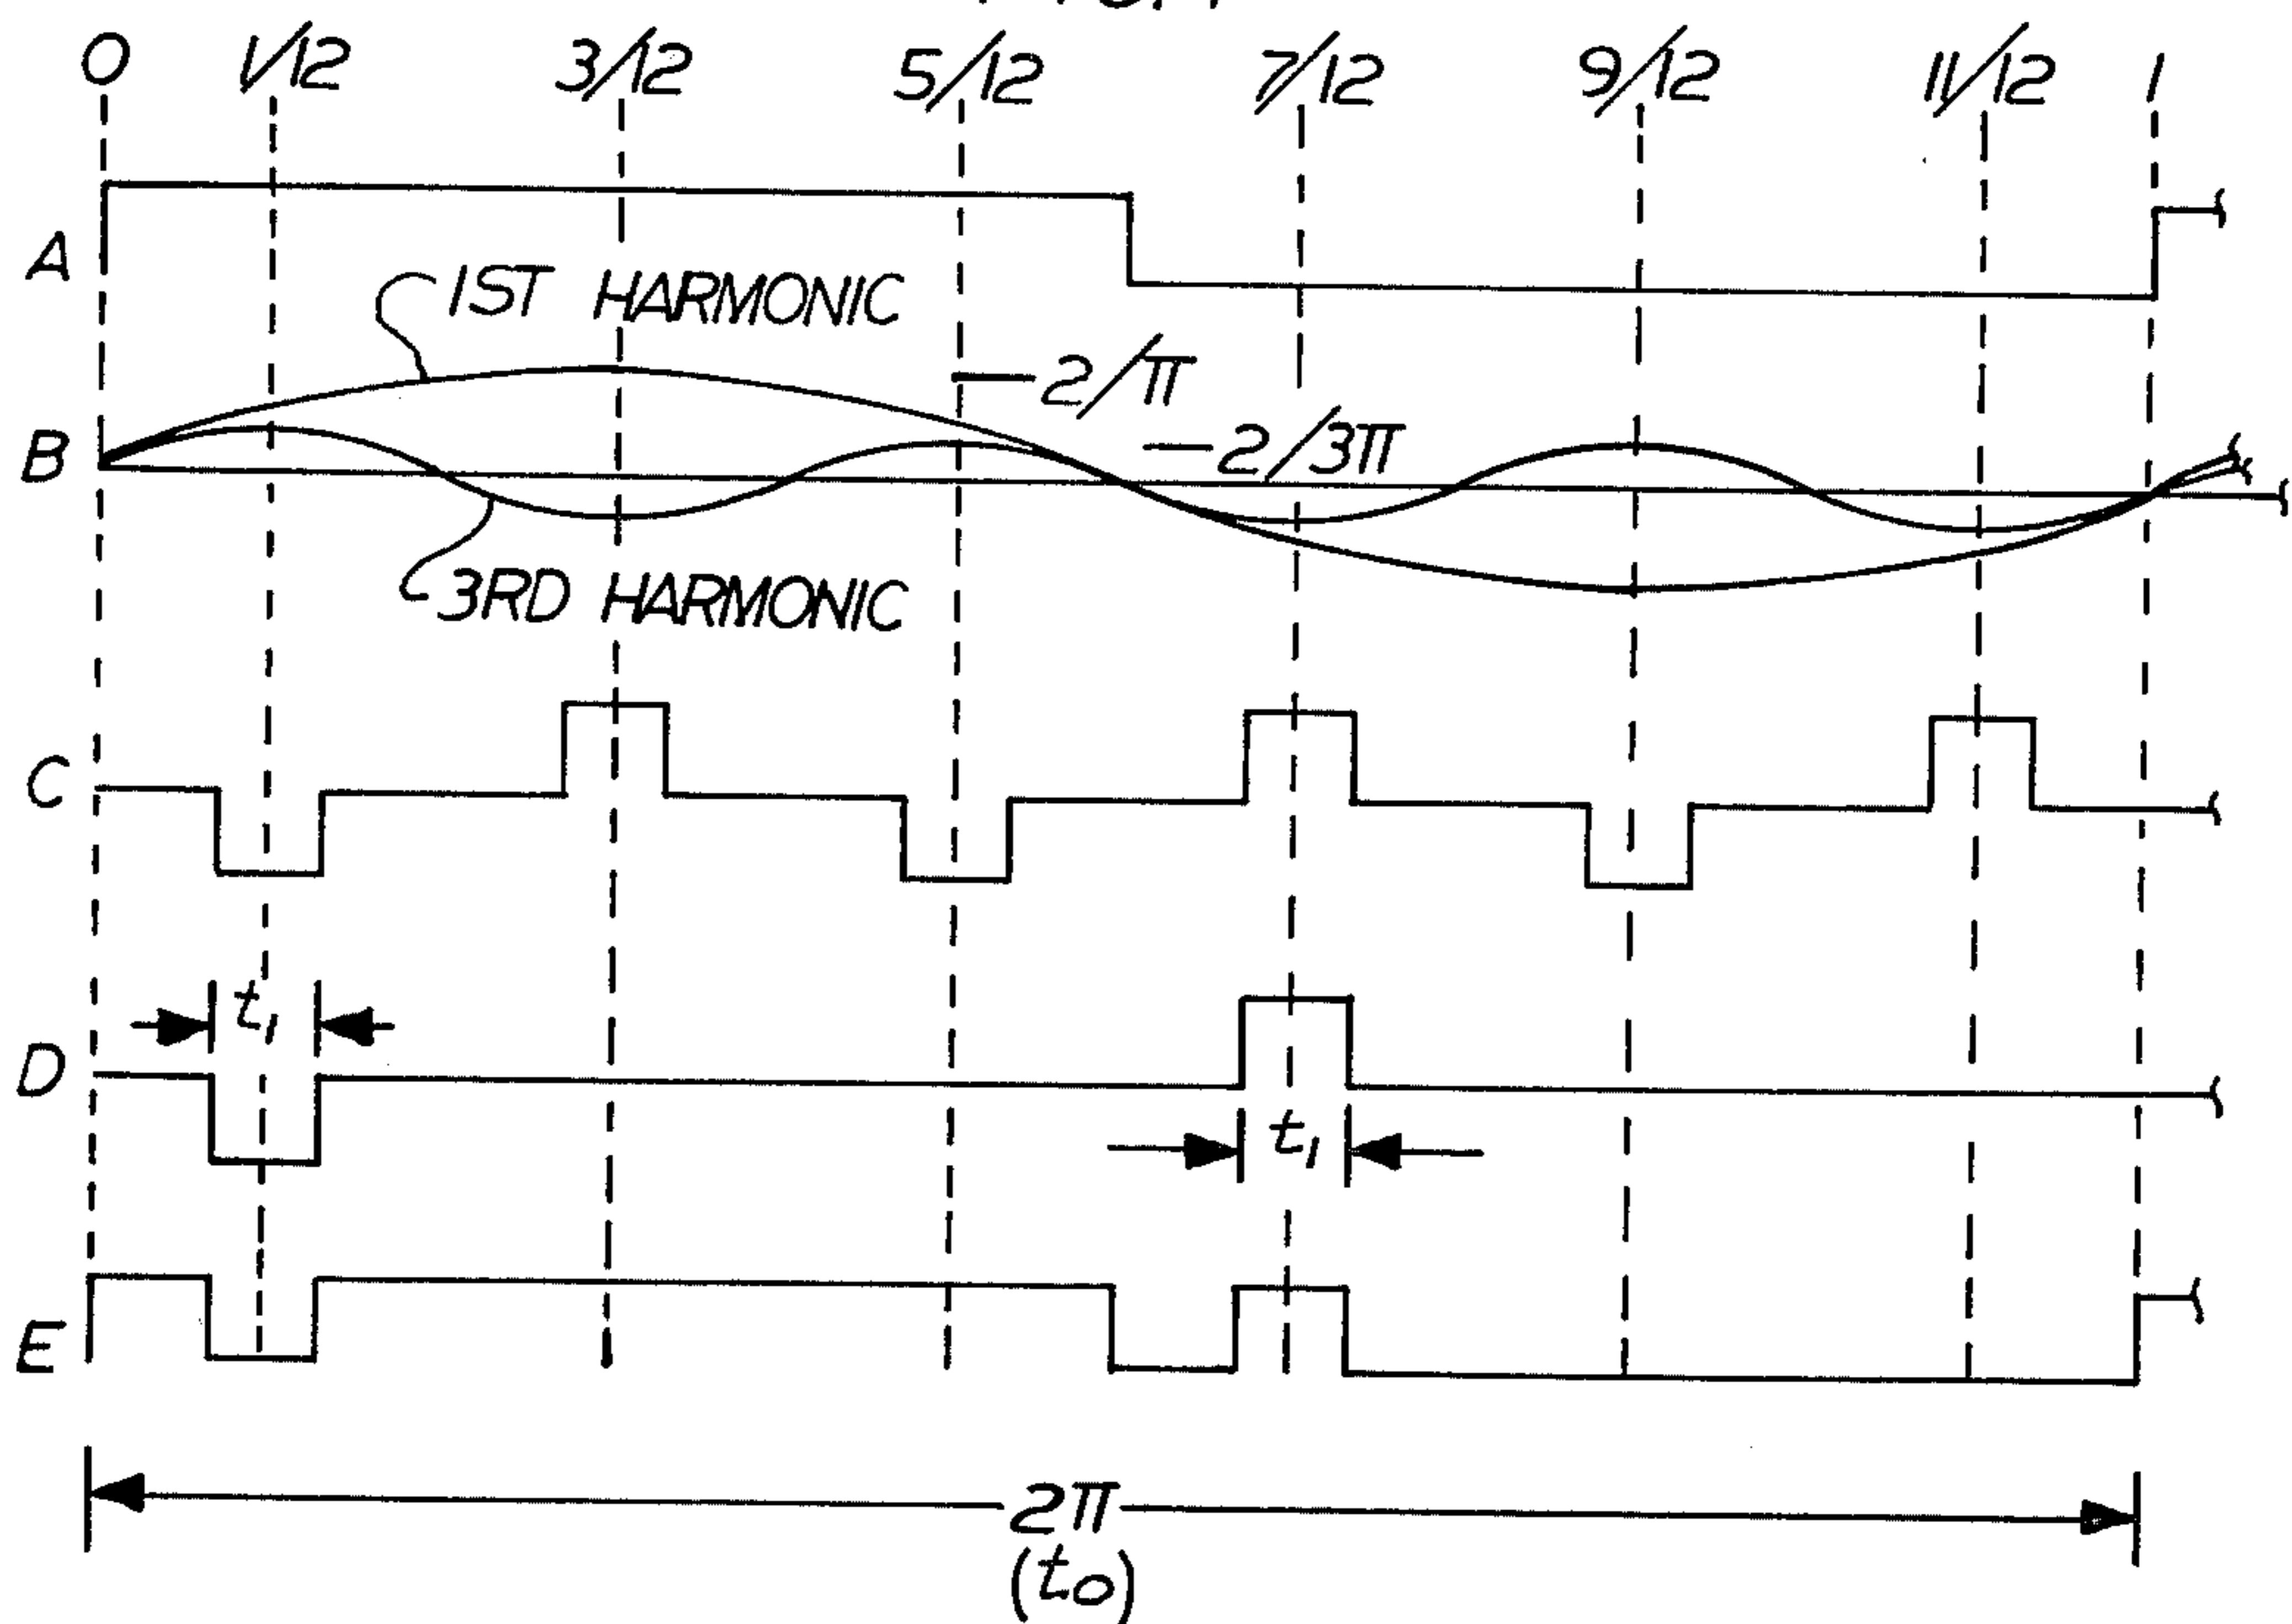 0 1/12 3/12 5/12 7/12 9/12 11/12 1
A
1ST HARMONIC
2/π
B
2/3π
3RD HARMONIC
C
t1
D
t1
E
2π
(to)